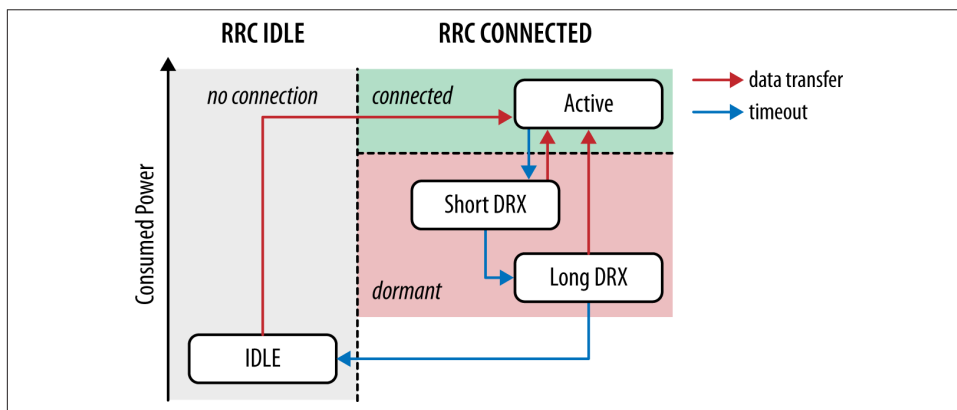 RRC IDLE
RRC CONNECTED
no connection
connected
Active
data transfer
timeout
Consumed Power
Short DRX
Long DRX
dormant
IDLE